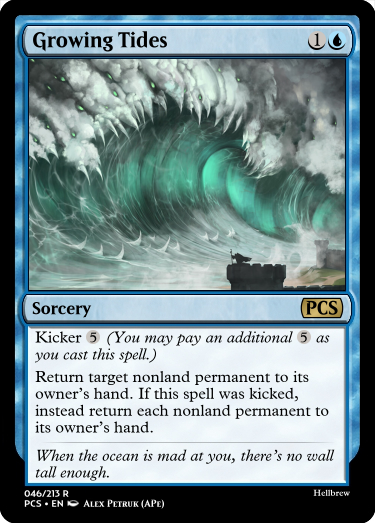 Growing Tides 1
Sorcery PCS
Kicker 5 (You may pay an additional 5 as
you cast this spell.)
Return target nonland permanent to its
owner's hand. If this spell was kicked,
instead return each nonland permanent to
its owner's hand.
When the ocean is mad at you, there's no wall
tall enough.
046/213 R Hellbrew
PCS • EN Alex Petruk (APe)